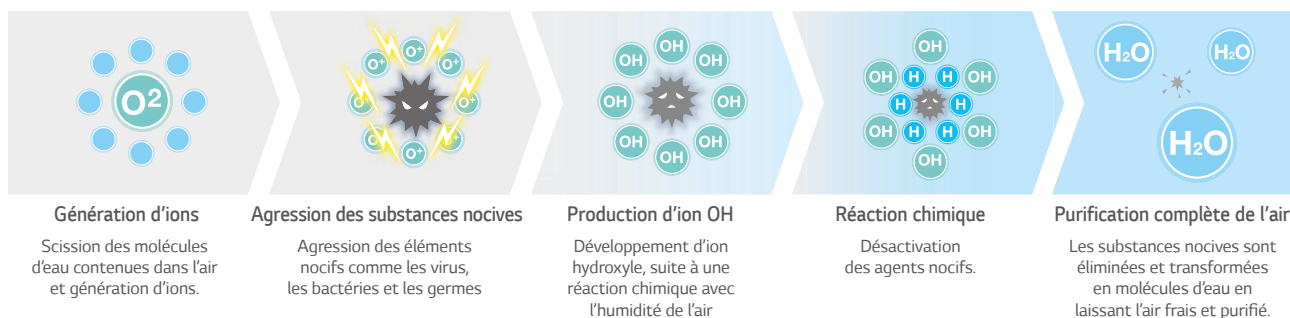 O²
O⁺ O⁺ O⁺ O⁺ O⁺ O⁺ O⁺ O⁺
OH OH OH OH OH OH OH OH
OH OH OH OH OH OH H H H H H H
H₂O H₂O H₂O
Génération d'ions
Scission des molécules
d'eau contenues dans l'air
et génération d'ions.
Agression des substances nocives
Agression des éléments
nocifs comme les virus,
les bactéries et les germes
Production d'ion OH
Développement d'ion
hydroxyle, suite à une
réaction chimique avec
l'humidité de l'air
Réaction chimique
Désactivation
des agents nocifs.
Purification complète de l'air
Les substances nocives sont
éliminées et transformées
en molécules d'eau en
laissant l'air frais et purifié.